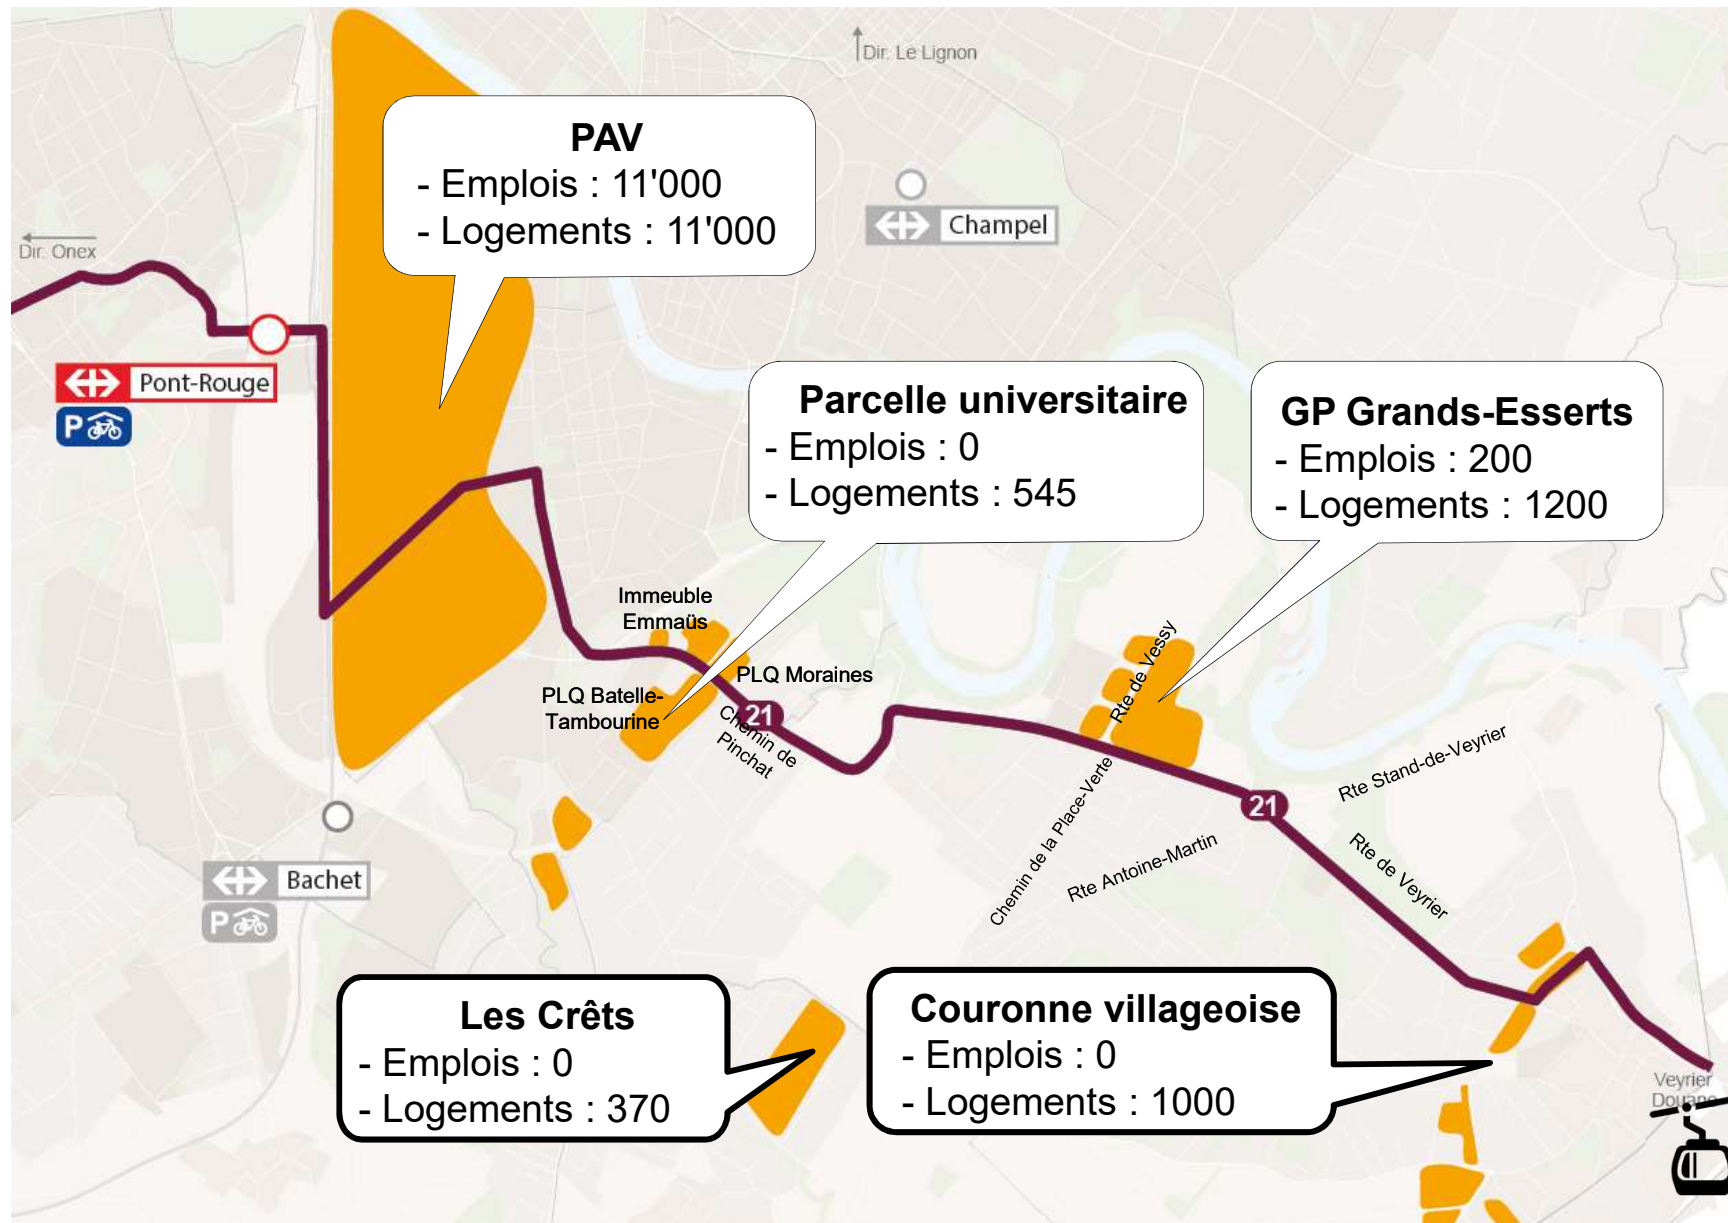 Dir. Le Lignon
PAV
- Emplois : 11'000
- Logements : 11'000
Champel
Dir. Onex
Pont-Rouge
P
Parcelle universitaire
- Emplois : 0
- Logements : 545
GP Grands-Esserts
- Emplois : 200
- Logements : 1200
Immeuble
Emmaüs
PLQ Moraines
PLQ Batelle-
Tambourine
21
Chemin de
Pinchat
Rte de Vessy
Chemin de la Place-Verte
Rte Antoine-Martin
21
Rte Stand-de-Veyrier
Rte de Veyrier
Bachet
P
Les Crêts
- Emplois : 0
- Logements : 370
Couronne villageoise
- Emplois : 0
- Logements : 1000
Veyrier
Douane